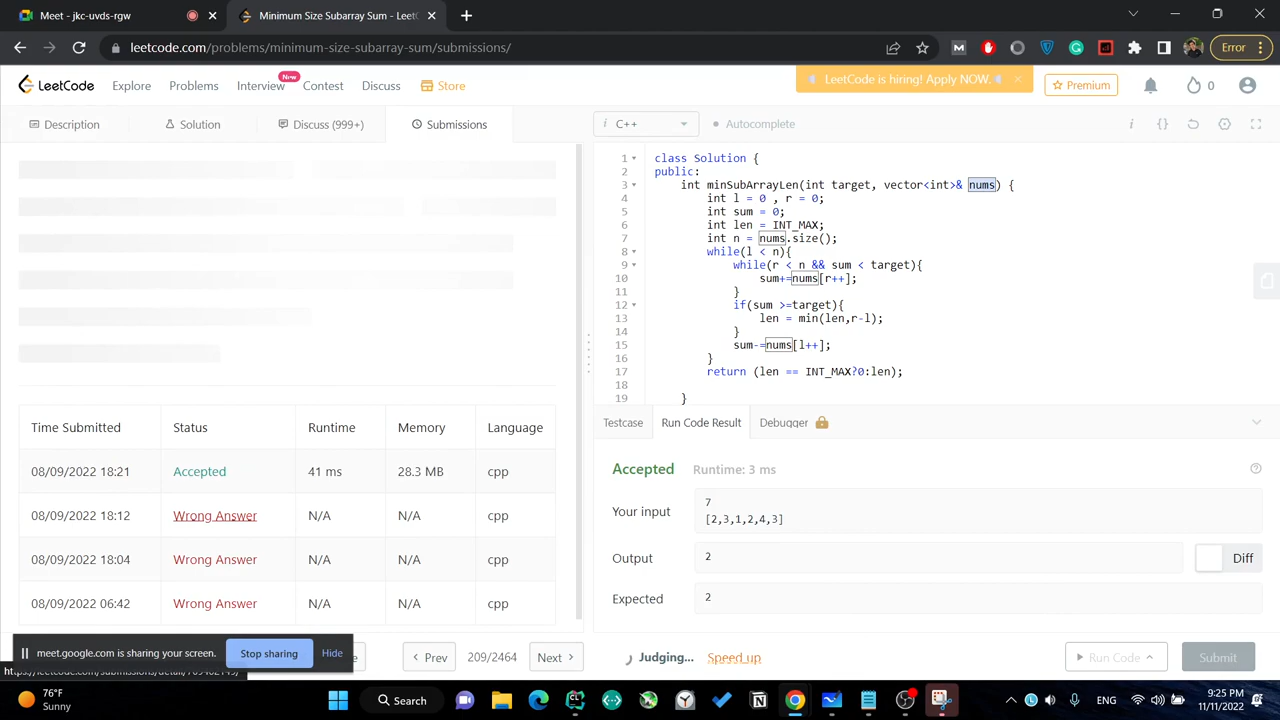 Meet - jkc-uvds-rgw
Minimum Size Subarray Sum - Leet
leetcode.com/problems/minimum-size-subarray-sum/submissions/
Error
LeetCode
Explore
Problems
New
Interview
Contest
Discuss
Store
LeetCode is hiring! Apply NOW.
Premium
0
Description
Solution
Discuss (999+)
Submissions
i C++
Autocomplete
i {}
1 class Solution {
2 public:
3 int minSubArrayLen(int target, vector<int>& nums) {
4 int l = 0 , r = 0;
5 int sum = 0;
6 int len = INT_MAX;
7 int n = nums.size();
8 while(l < n){
9 while(r < n && sum < target){
10 sum+=nums[r++];
11 }
12 if(sum >=target){
13 len = min(len,r-l);
14 }
15 sum-=nums[l++];
16 }
17 return (len == INT_MAX?0:len);
18
19 }
Testcase
Run Code Result
Debugger
Accepted
Runtime: 3 ms
Your input
7
[2,3,1,2,4,3]
Output
2
Diff
Expected
2
Time Submitted Status Runtime Memory Language
08/09/2022 18:21 Accepted 41 ms 28.3 MB cpp
08/09/2022 18:12 Wrong Answer N/A N/A cpp
08/09/2022 18:04 Wrong Answer N/A N/A cpp
08/09/2022 06:42 Wrong Answer N/A N/A cpp
meet.google.com is sharing your screen.
Stop sharing
Hide
Prev
209/2464
Next
Judging...
Speed up
Run Code
Submit
76°F
Sunny
Search
ENG
9:25 PM
11/11/2022